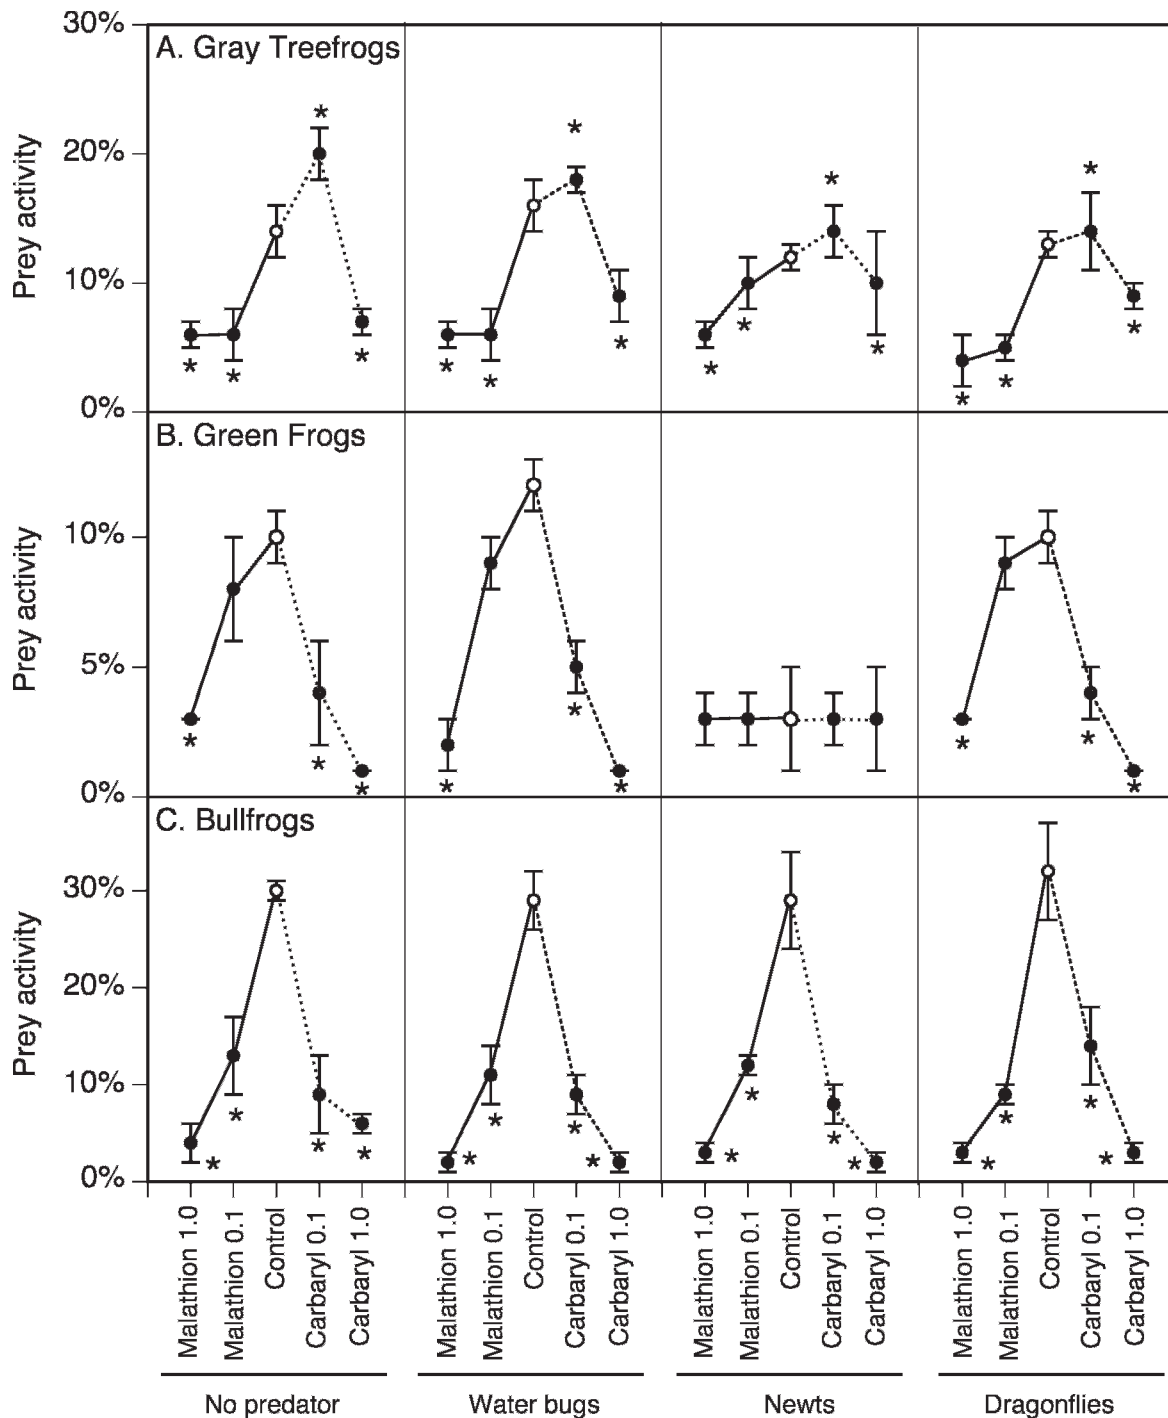 30%
A. Gray Treefrogs
20%
10%
0%
Prey activity
* * * *
* * * *
* * * *
* * * *
B. Green Frogs
10%
5%
0%
Prey activity
* * *
* * *
* * *
C. Bullfrogs
30%
20%
10%
0%
Prey activity
* * * *
* * * *
* * * *
* * * *
Malathion 1.0
Malathion 0.1
Control
Carbaryl 0.1
Carbaryl 1.0
Malathion 1.0
Malathion 0.1
Control
Carbaryl 0.1
Carbaryl 1.0
Malathion 1.0
Malathion 0.1
Control
Carbaryl 0.1
Carbaryl 1.0
Malathion 1.0
Malathion 0.1
Control
Carbaryl 0.1
Carbaryl 1.0
No predator
Water bugs
Newts
Dragonflies